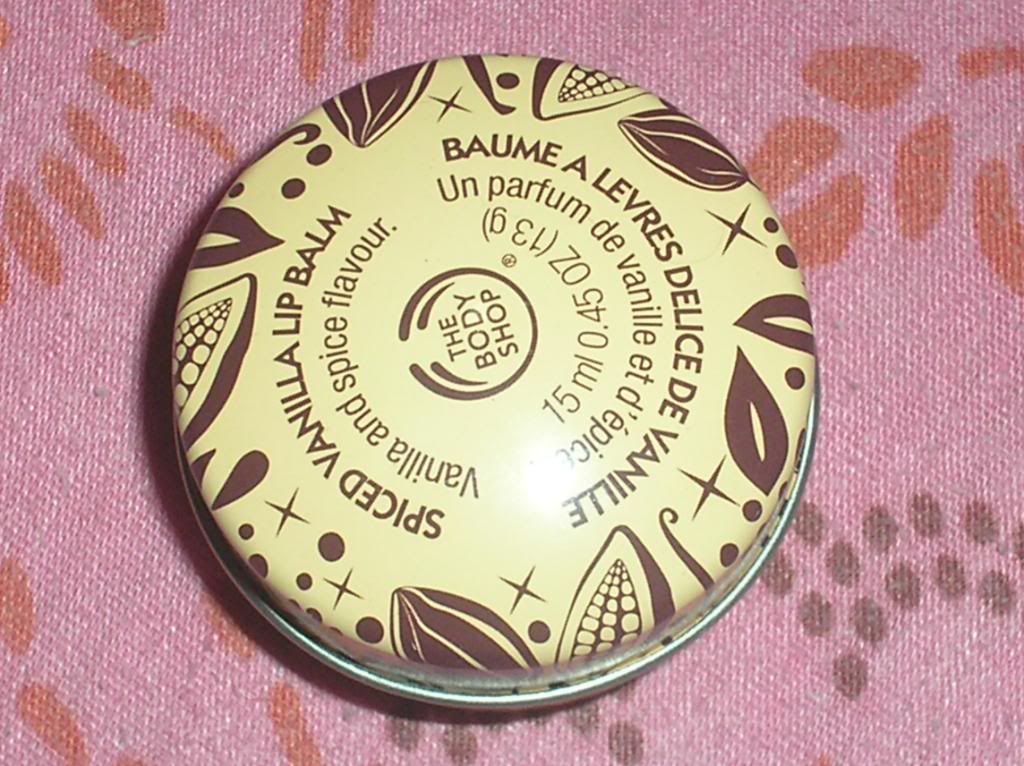 SPICED VANILLA LIP BALM
Vanilla and spice flavour.
BAUME A LEVRES DELICE DE VANILLE
Un parfum de vanille et d'épice
15 ml 0.45 OZ (13 g)
THE
BODY
SHOP
®